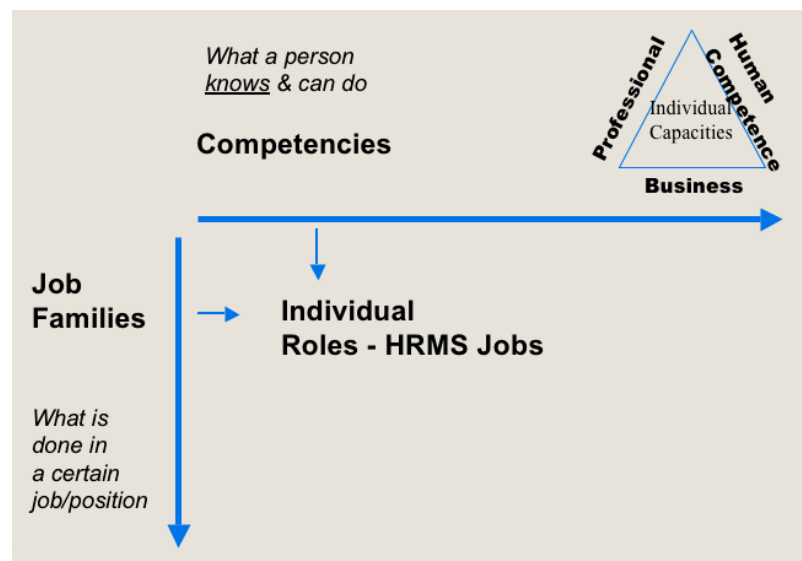 What a person
knows & can do
Competencies
Professional
Human
Competence
Individual
Capacities
Business
Job
Families
Individual
Roles - HRMS Jobs
What is
done in
a certain
job/position